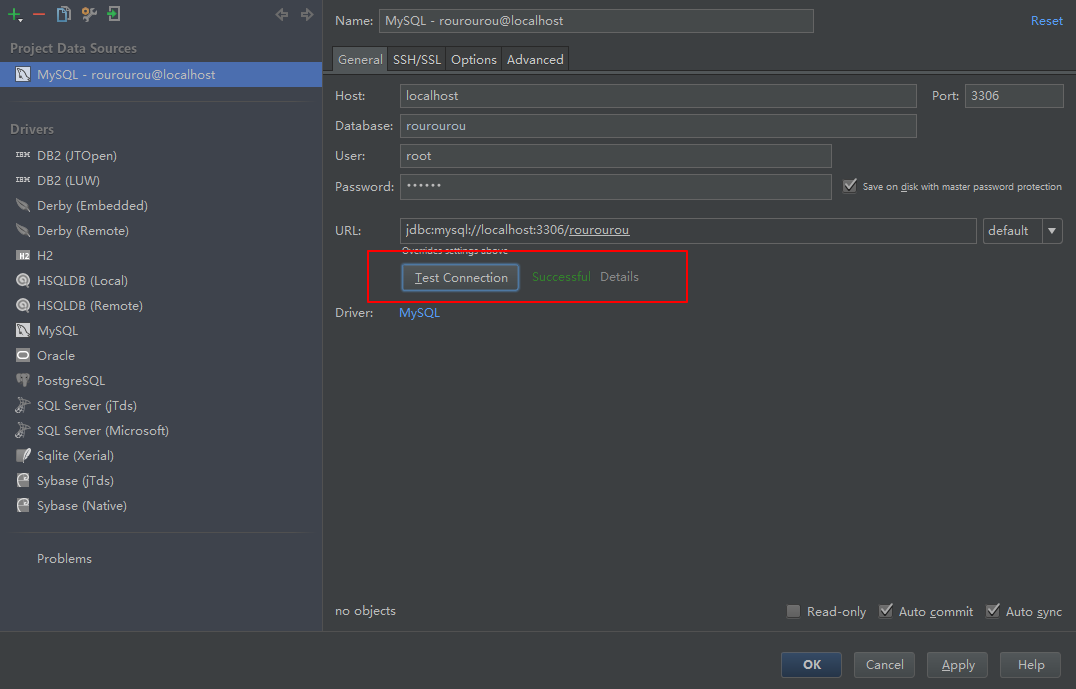 Name: MySQL - rourourou@localhost Reset
Project Data Sources
MySQL - rourourou@localhost
General SSH/SSL Options Advanced
Host: localhost Port: 3306
Database: rourourou
User: root
Password: •••••• Save on disk with master password protection
URL: jdbc:mysql://localhost:3306/rourourou default
Overrides settings above
Test Connection Successful Details
Driver: MySQL
Drivers
IBM DB2 (JTOpen)
IBM DB2 (LUW)
Derby (Embedded)
Derby (Remote)
H2 H2
HSQLDB (Local)
HSQLDB (Remote)
MySQL
Oracle
PostgreSQL
SQL Server (jTds)
SQL Server (Microsoft)
Sqlite (Xerial)
Sybase (jTds)
Sybase (Native)
Problems
no objects Read-only Auto commit Auto sync
OK Cancel Apply Help